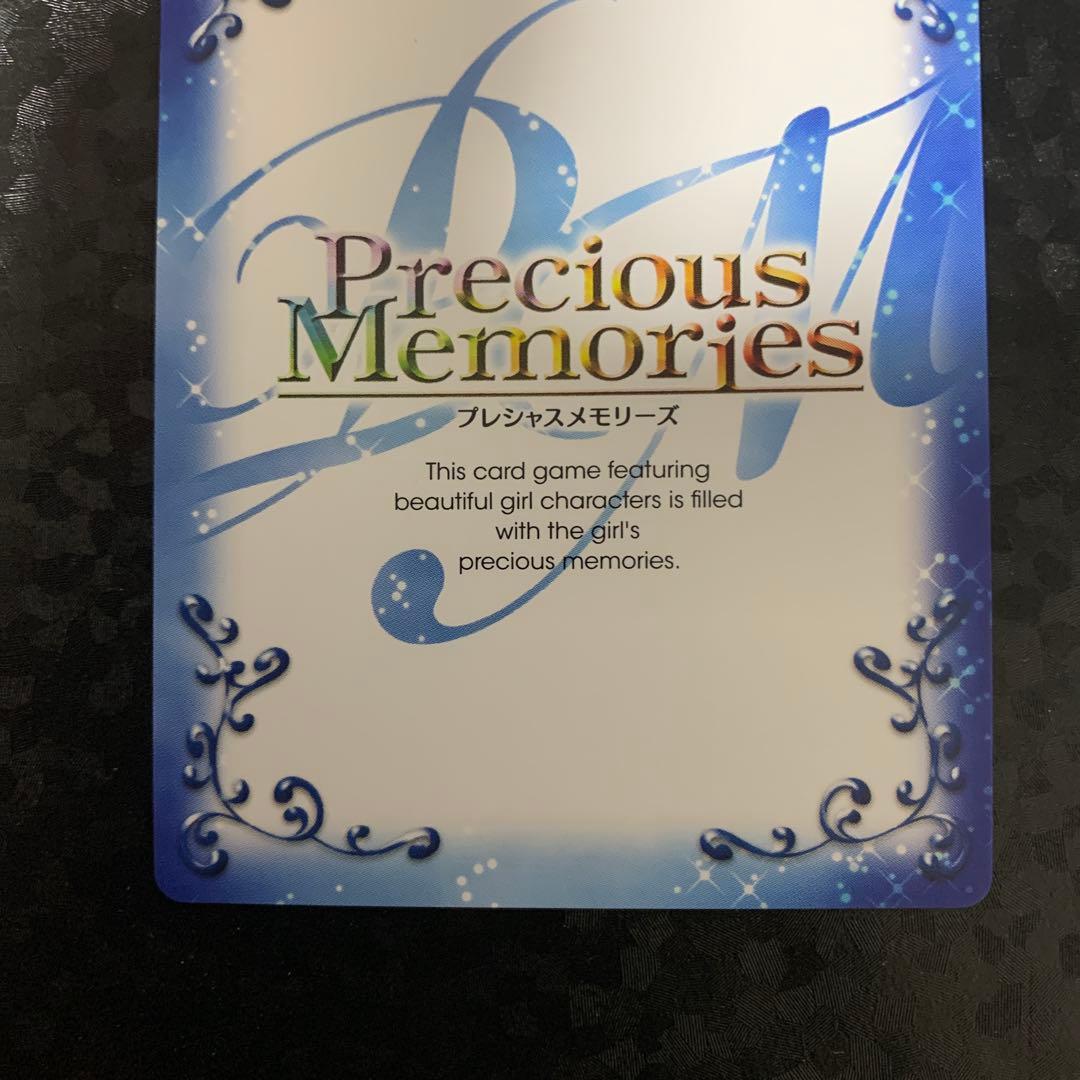 PM
Precious
Memories
プレシャスメモリーズ
This card game featuring
beautiful girl characters is filled
with the girl's
precious memories.